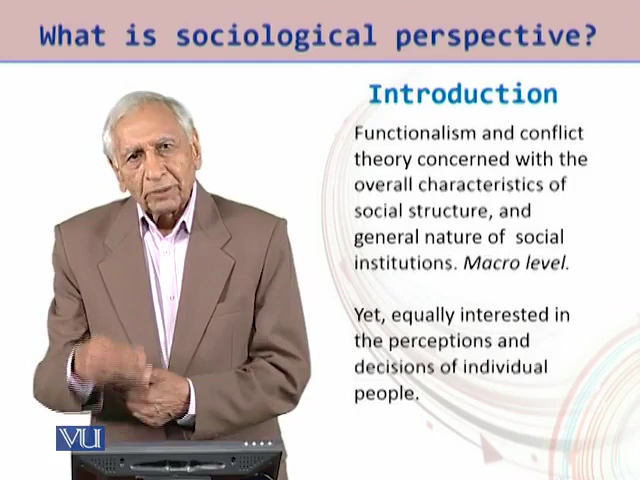 What is sociological perspective?
Introduction
Functionalism and conflict
theory concerned with the
overall characteristics of
social structure, and
general nature of social
institutions. Macro level.
Yet, equally interested in
the perceptions and
decisions of individual
people.
VU